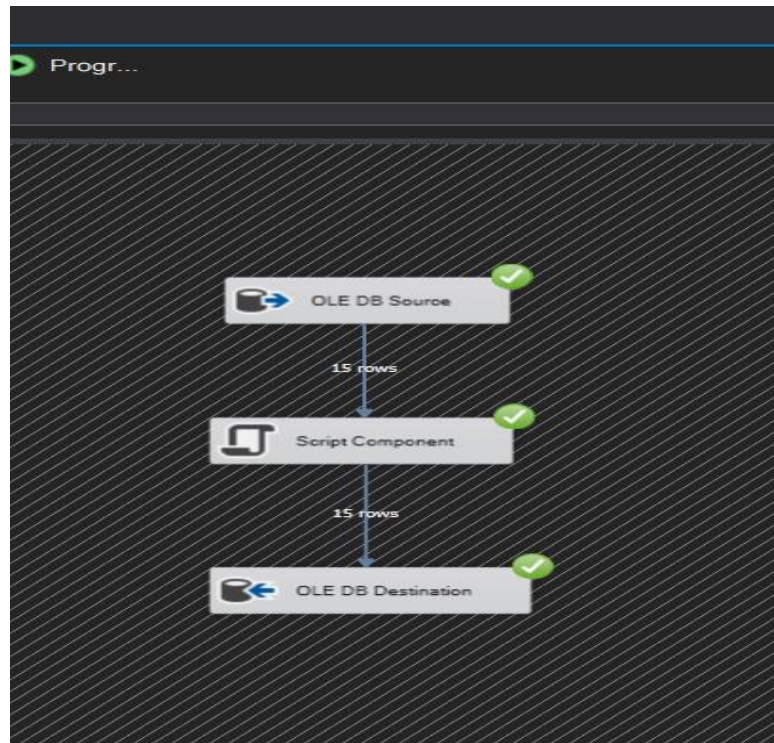 Progr...
OLE DB Source
15 rows
Script Component
15 rows
OLE DB Destination